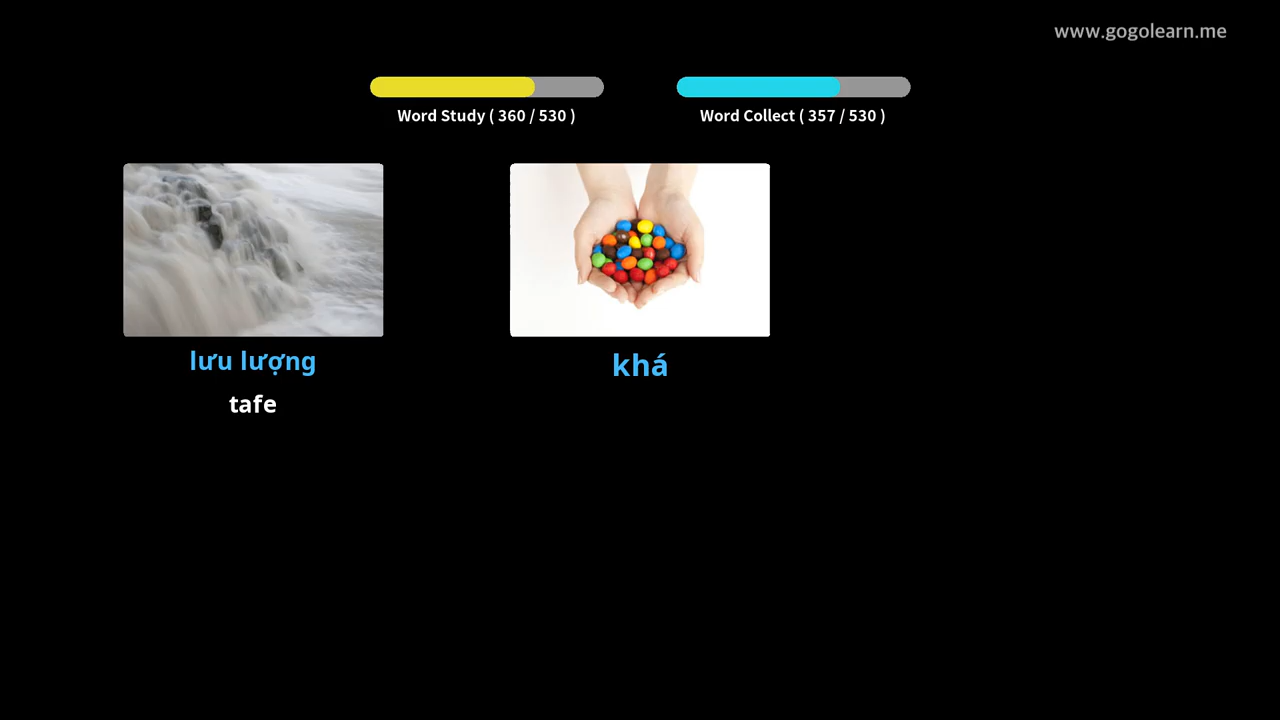 www.gogolearn.me
Word Study ( 360 / 530 )
Word Collect ( 357 / 530 )
lưu lượng
khá
tafe